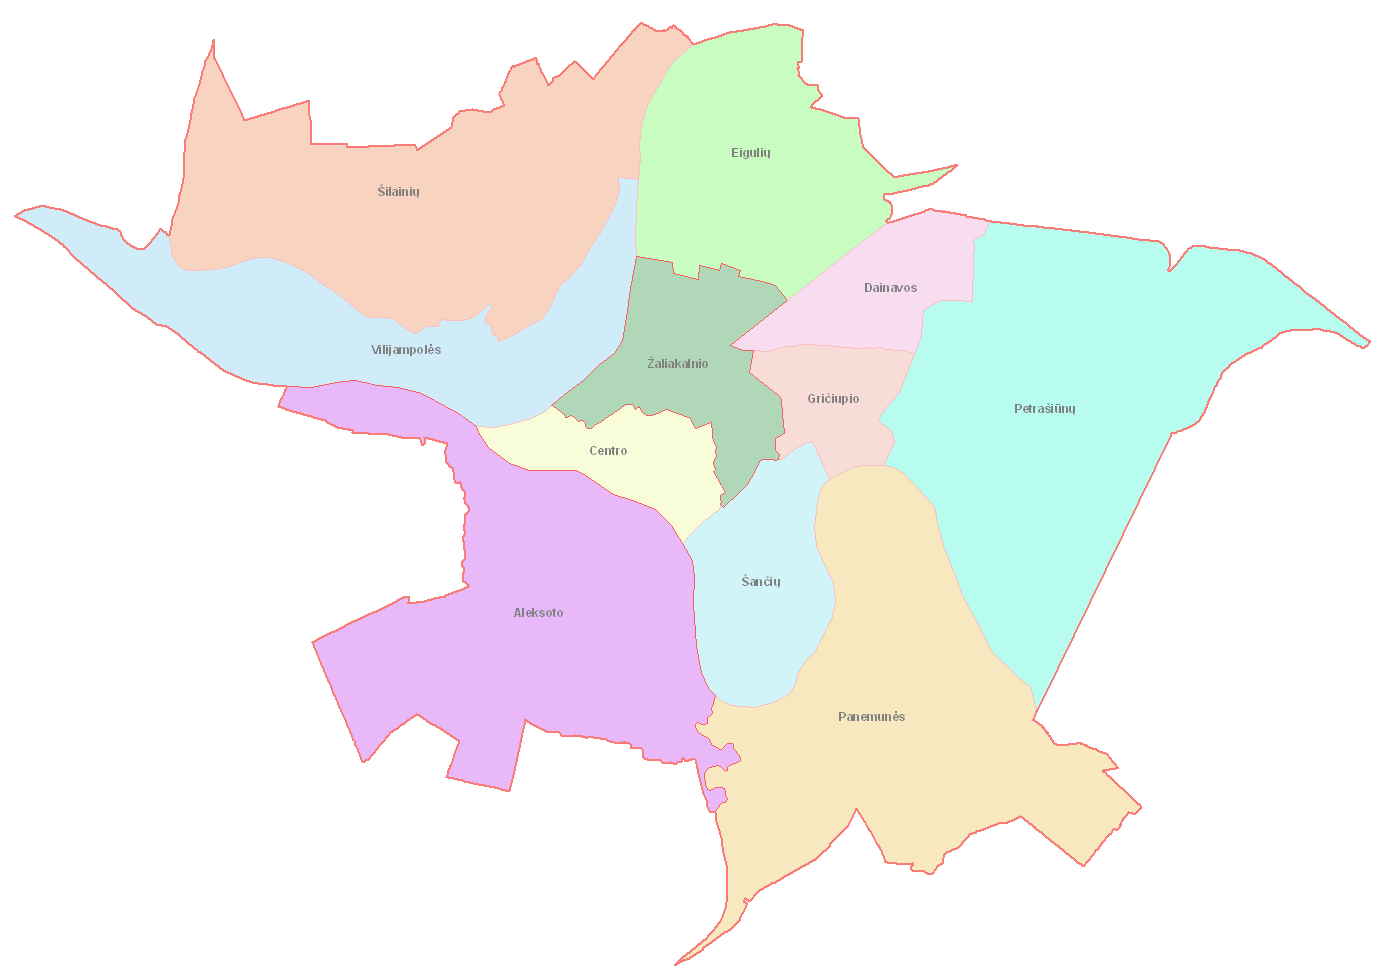 Eigulių
Šilainių
Dainavos
Vilijampolės
Žaliakalnio
Gričiupio
Petrašiūnų
Centro
Šančių
Aleksoto
Panemunės